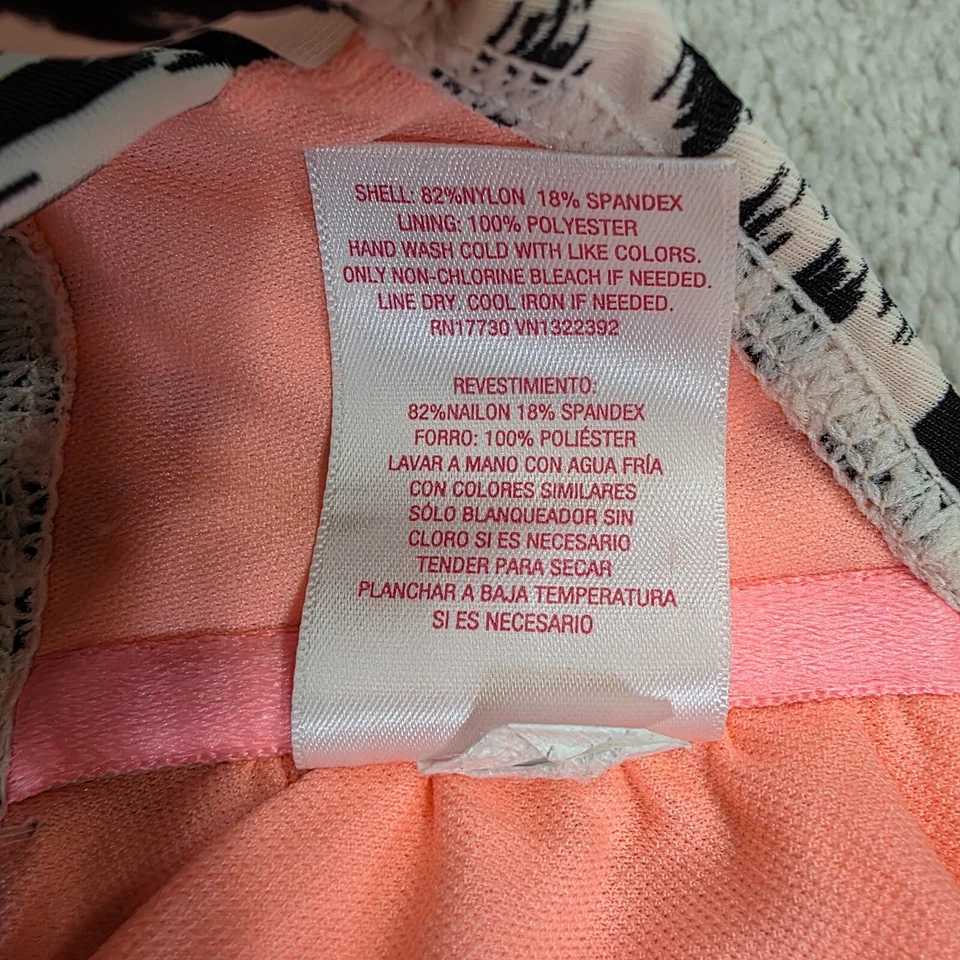 SHELL: 82%NYLON 18% SPANDEX
LINING: 100% POLYESTER
HAND WASH COLD WITH LIKE COLORS.
ONLY NON-CHLORINE BLEACH IF NEEDED.
LINE DRY. COOL IRON IF NEEDED.
RN17730 VN1322392
REVESTIMIENTO:
82%NAILON 18% SPANDEX
FORRO: 100% POLIÉSTER
LAVAR A MANO CON AGUA FRÍA
CON COLORES SIMILARES
SÓLO BLANQUEADOR SIN
CLORO SI ES NECESARIO
TENDER PARA SECAR
PLANCHAR A BAJA TEMPERATURA
SI ES NECESARIO